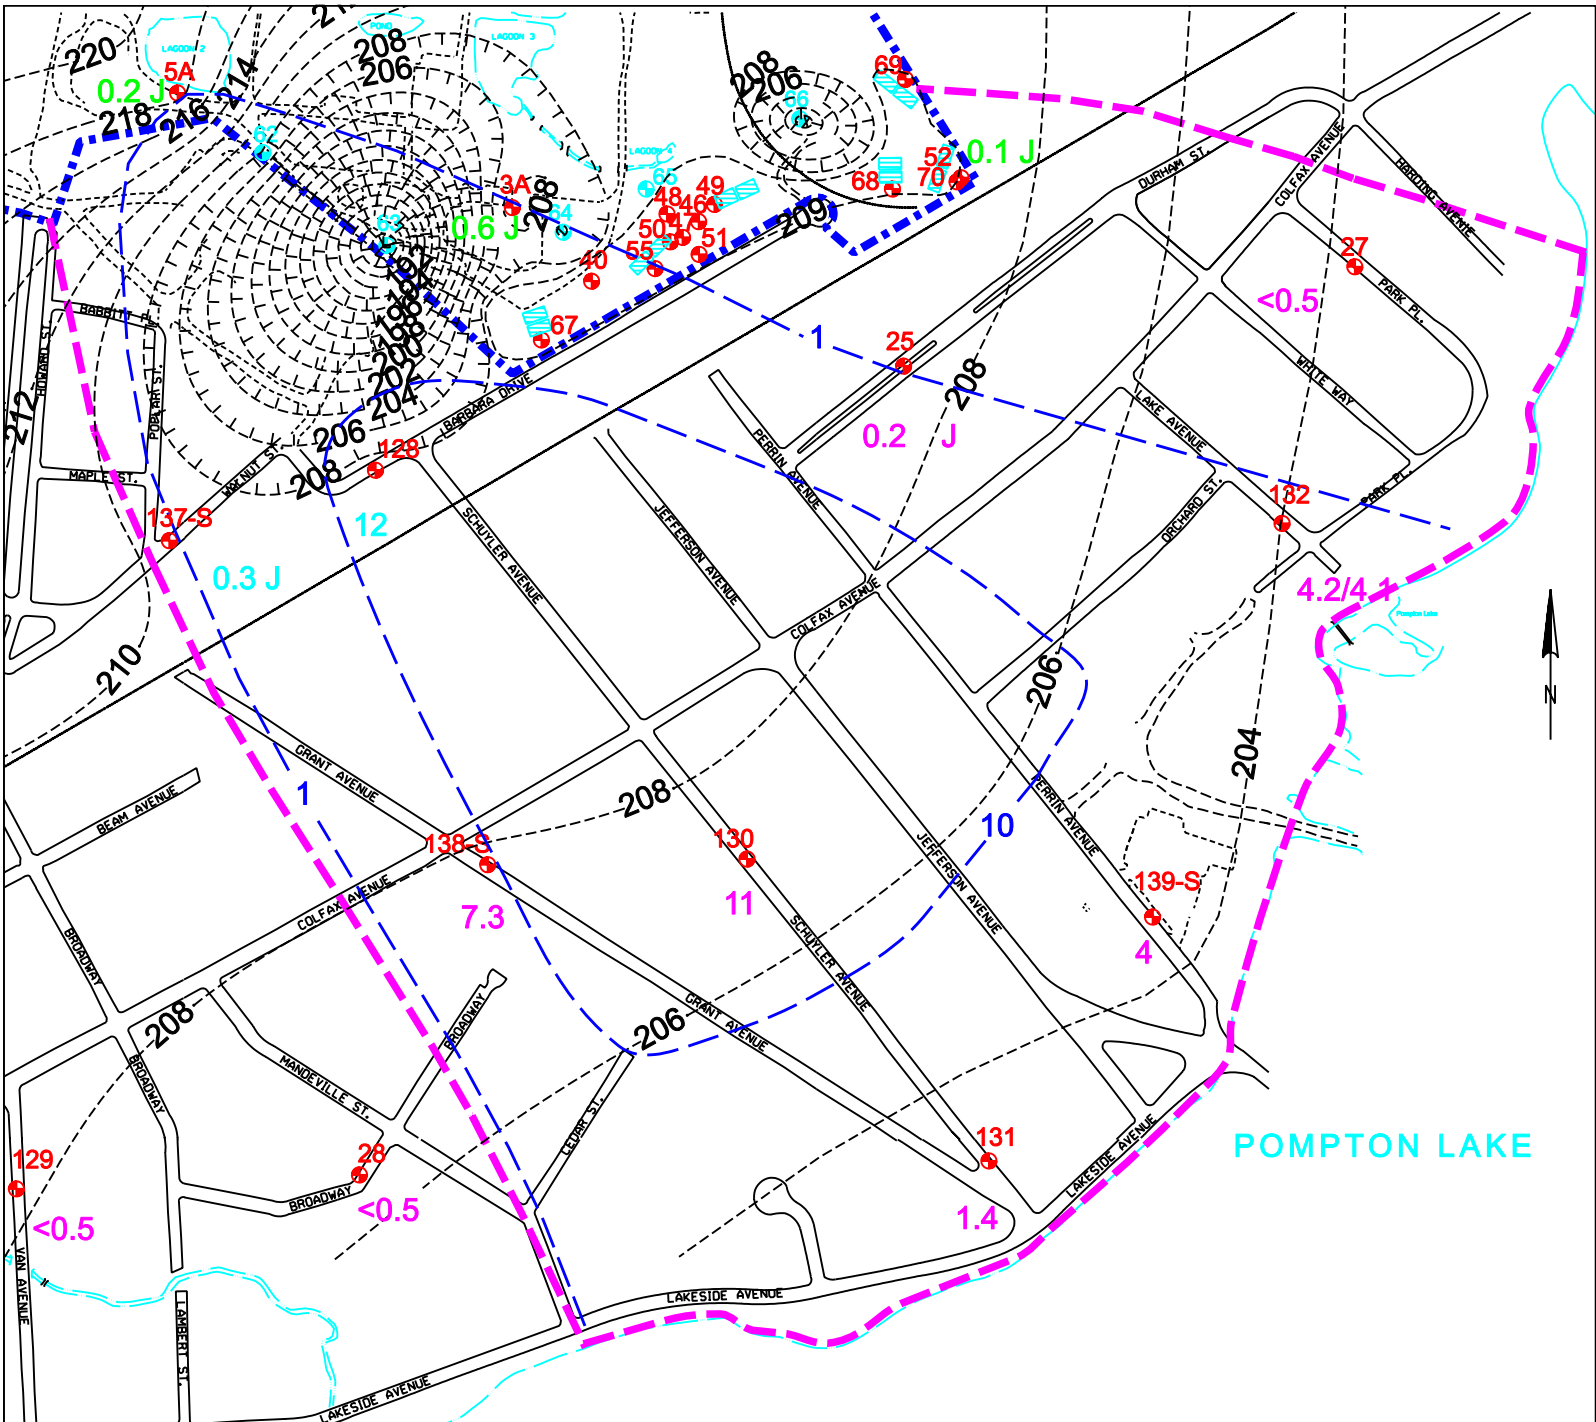 LAGOON 2
POND
LAGOON 3
208
206
208
206
220
5A
0.2 J
214
218
216
62
66
69
52
0.1 J
70
68
LAGOON 4
65
49
48
46
47
50
51
55
3A
208
0.6 J
64
63
40
67
209
192
194
196
198
200
202
204
206
208
128
12
BARBARA DRIVE
212
HOWARD ST.
BABBITT PL.
POPLAR ST.
MAPLE ST.
WALNUT ST.
137-S
0.3 J
210
DURHAM ST.
COLFAX AVENUE
HARDING AVENUE
27
<0.5
PARK PL.
WHITE WAY
1
25
208
0.2 J
LAKE AVENUE
PARK PL.
132
4.2/4.1
Pompton Lake
ORCHARD ST.
PERRIN AVENUE
SCHUYLER AVENUE
JEFFERSON AVENUE
COLFAX AVENUE
206
204
N
GRANT AVENUE
1
BEAM AVENUE
208
138-S
7.3
130
11
10
PERRIN AVENUE
JEFFERSON AVENUE
139-S
4
COLFAX AVENUE
SCHUYLER AVENUE
BROADWAY
208
BROADWAY
206
GRANT AVENUE
BROADWAY
MANDEVILLE ST.
CEDAR ST.
131
1.4
LAKESIDE AVENUE
POMPTON LAKE
129
<0.5
28
BROADWAY
<0.5
VAN AVENUE
LAMBERT ST.
LAKESIDE AVENUE
LAKESIDE AVENUE